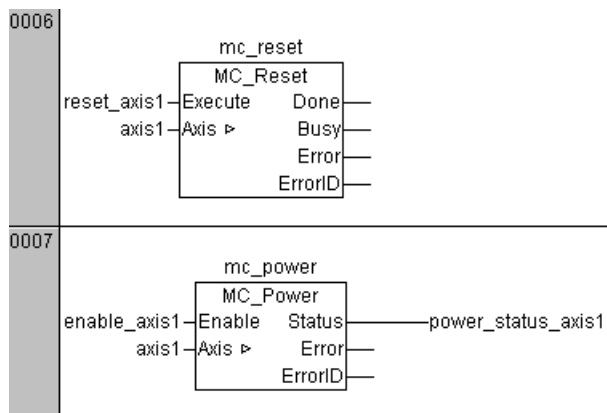 0006
mc_reset
MC_Reset
reset_axis1 Execute Done
axis1 Axis ▷ Busy
Error
ErrorID
0007
mc_power
MC_Power
enable_axis1 Enable Status power_status_axis1
axis1 Axis ▷ Error
ErrorID